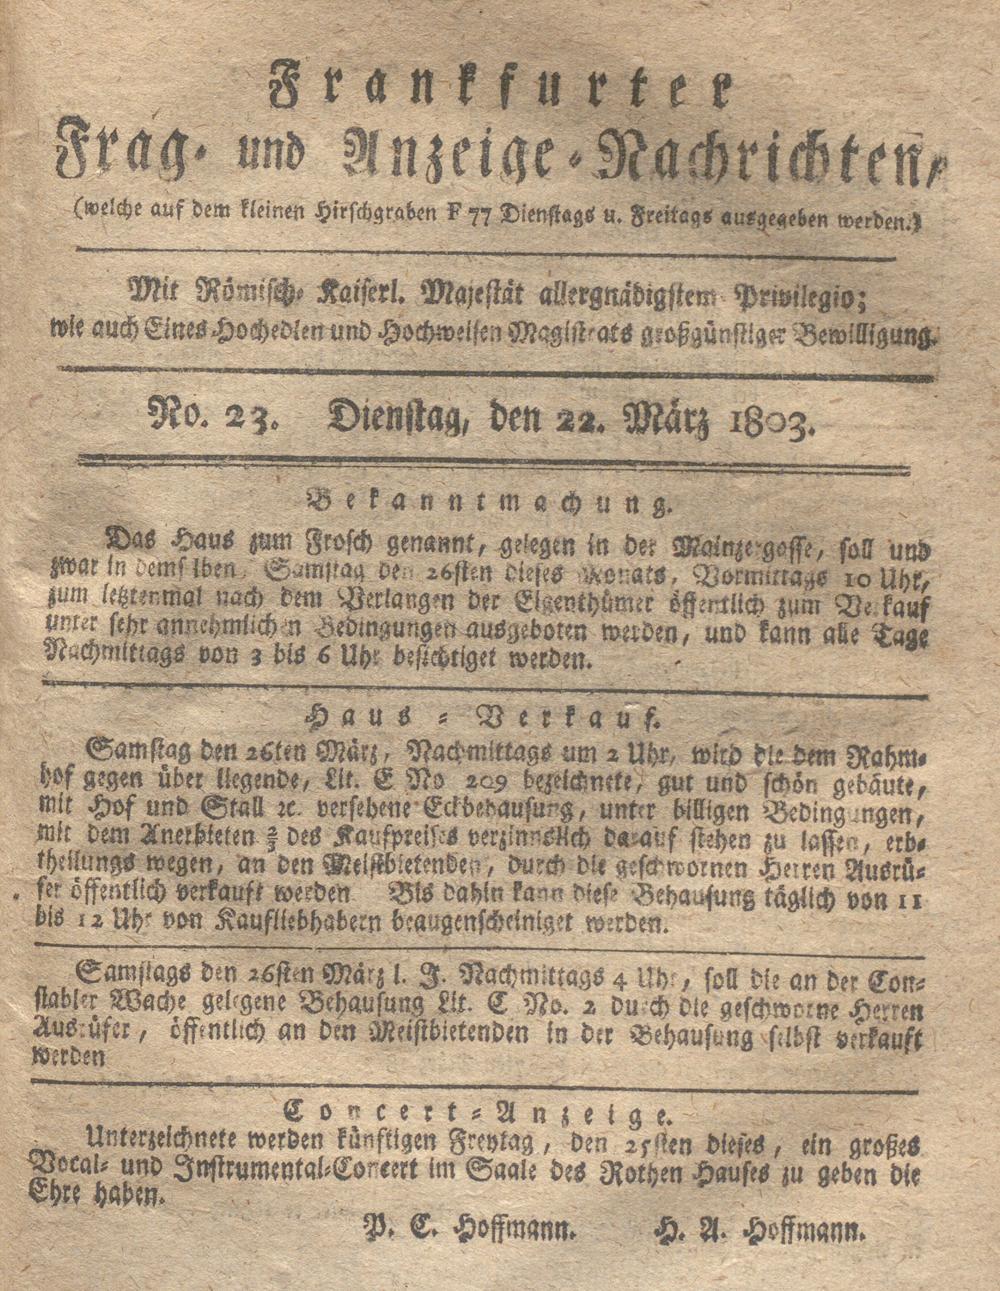 Frankfurter
Frag- und Anzeige-Nachrichten,
(welche auf dem kleinen Hirschgraben F 77 Dienstags u. Freitags ausgegeben werden.)
Mit Römisch-Kaiserl. Majestät allergnädigstem Privilegio;
wie auch Eines Hochedlen und Hochweisen Magistrats großgünstiger Bewilligung.
No. 23. Dienstag, den 22. März 1803.
Bekanntmachung.
Das Haus zum Frosch genannt, gelegen in der Mainzergasse, soll und
zwar in demselben, Samstag den 26sten dieses Monats, Vormittags 10 Uhr,
zum letztenmal nach dem Verlangen der Eigenthümer öffentlich zum Verkauf
unter sehr annehmlichen Bedingungen ausgeboten werden, und kann alle Tage
Nachmittags von 3 bis 6 Uhr besichtiget werden.
Haus-Verkauf.
Samstag den 26ten März, Nachmittags um 2 Uhr, wird die dem Rahm-
hof gegen über liegende, Lit. E No 209 bezeichnete, gut und schön gebäute,
mit Hof und Stall ꝛc. versehene Eckbehausung, unter billigen Bedingungen,
mit dem Anerbieten ⅔ des Kaufpreises verzinnslich darauf stehen zu lassen, erb-
theilungs wegen, an den Meistbietenden, durch die geschwornen Herren Ausrü-
fer öffentlich verkauft werden Bis dahin kann diese Behausung täglich von 11
bis 12 Uhr von Kaufliebhabern beaugenscheiniget werden.
Samstags den 26sten März l. J. Nachmittags 4 Uhr, soll die an der Con-
stabler Wache gelegene Behausung Lit. C No. 2 durch die geschworne Herren
Ausrüfer, öffentlich an den Meistbietenden in der Behausung selbst verkauft
werden
Concert-Anzeige.
Unterzeichnete werden künftigen Freytag, den 25sten dieses, ein großes
Vocal- und Instrumental-Concert im Saale des Rothen Hauses zu geben die
Ehre haben.
P. C. Hoffmann. H. A. Hoffmann.